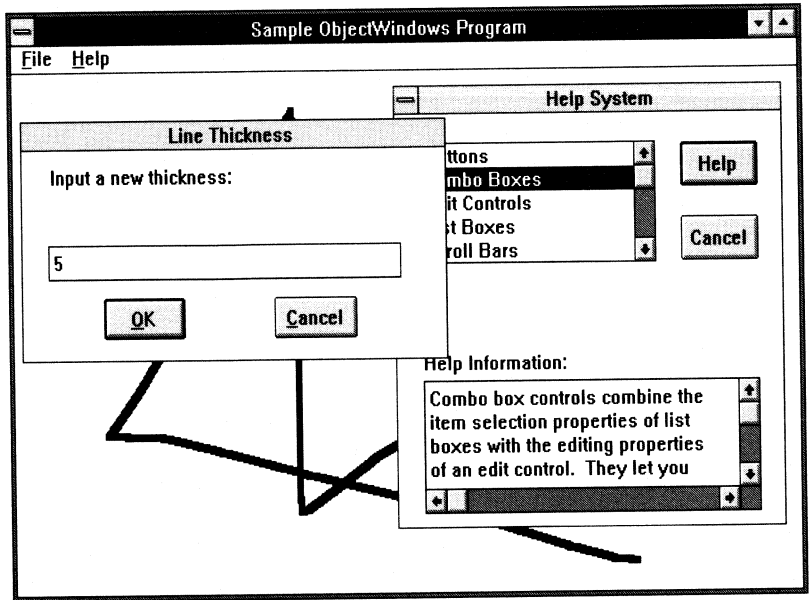 Sample ObjectWindows Program
File Help
Help System
Line Thickness
Input a new thickness:
5
OK
Cancel
ttons
mbo Boxes
it Controls
st Boxes
roll Bars
Help
Cancel
Help Information:
Combo box controls combine the
item selection properties of list
boxes with the editing properties
of an edit control. They let you